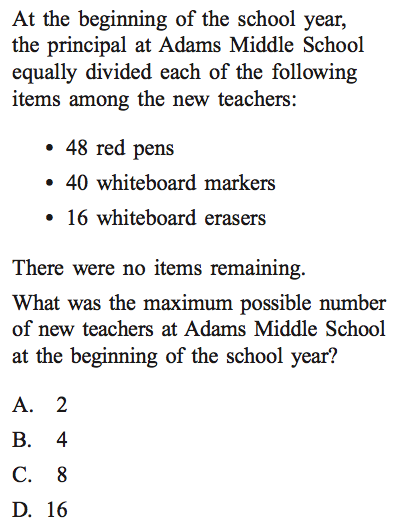 At the beginning of the school year,
the principal at Adams Middle School
equally divided each of the following
items among the new teachers:
• 48 red pens
• 40 whiteboard markers
• 16 whiteboard erasers
There were no items remaining.
What was the maximum possible number
of new teachers at Adams Middle School
at the beginning of the school year?
A. 2
B. 4
C. 8
D. 16